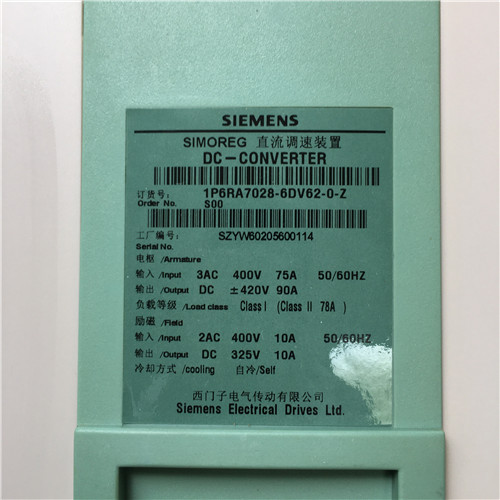 SIEMENS
SIMOREG 直流调速装置
DC-CONVERTER
订货号: 1P6RA7028-6DV62-0-Z
Order No. S00
工厂编号: SZYW60205600114
Serial No.
电枢 /Armature
输入 /Input 3AC 400V 75A 50/60HZ
输出 /Output DC ±420V 90A
负载等级/Load class Class I (Class II 78A )
励磁 /Field
输入 /Input 2AC 400V 10A 50/60HZ
输出 /Output DC 325V 10A
冷却方式 /cooling 自冷/Self
西门子电气传动有限公司
Siemens Electrical Drives Ltd.